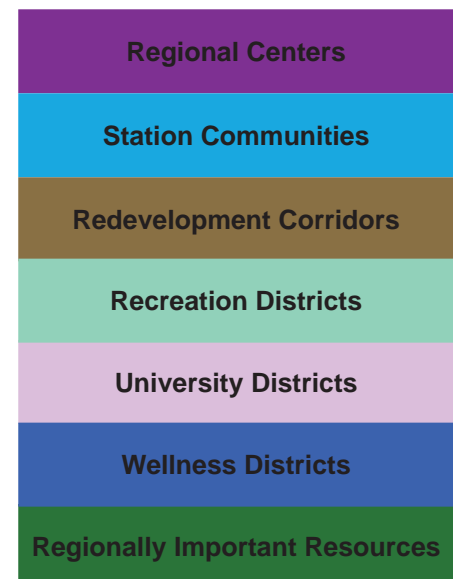 Regional Centers
Station Communities
Redevelopment Corridors
Recreation Districts
University Districts
Wellness Districts
Regionally Important Resources